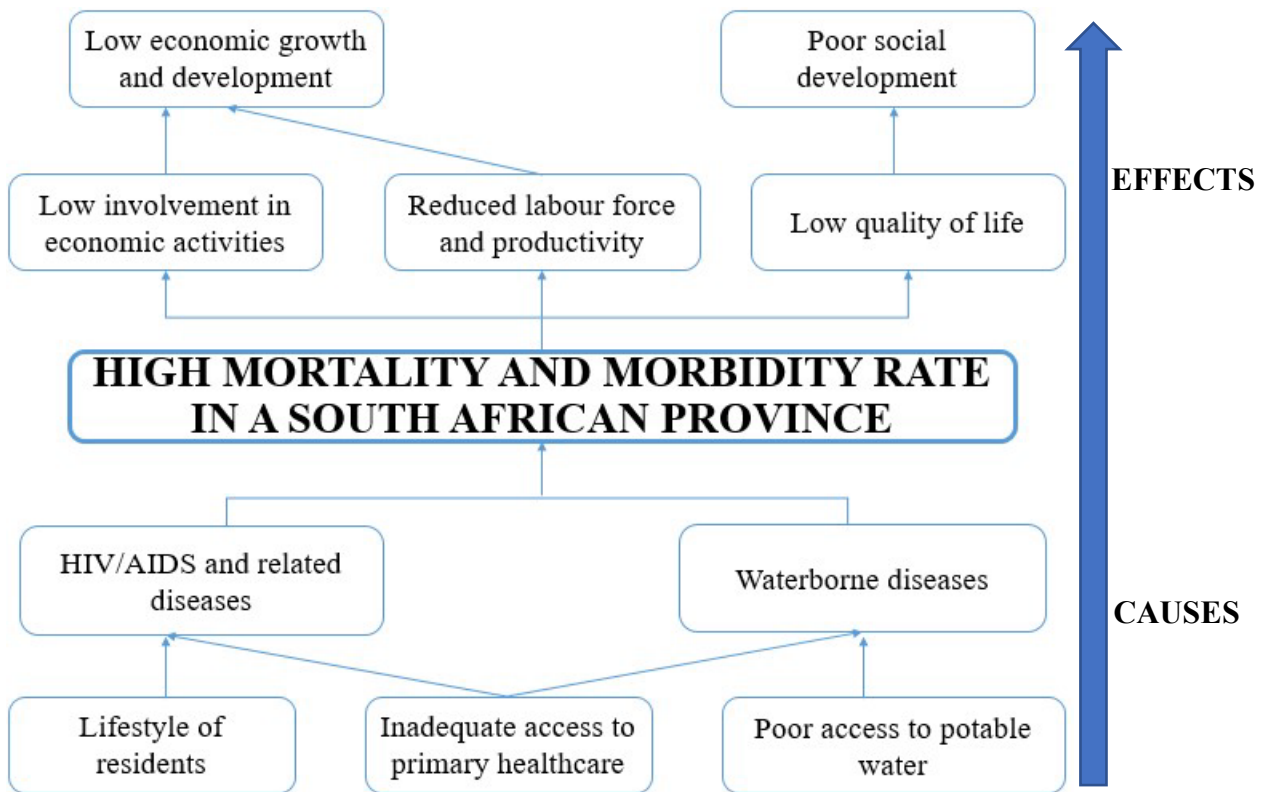 Low economic growth
and development
Poor social
development
EFFECTS
Low involvement in
economic activities
Reduced labour force
and productivity
Low quality of life
HIGH MORTALITY AND MORBIDITY RATE
IN A SOUTH AFRICAN PROVINCE
HIV/AIDS and related
diseases
Waterborne diseases
CAUSES
Lifestyle of
residents
Inadequate access to
primary healthcare
Poor access to potable
water